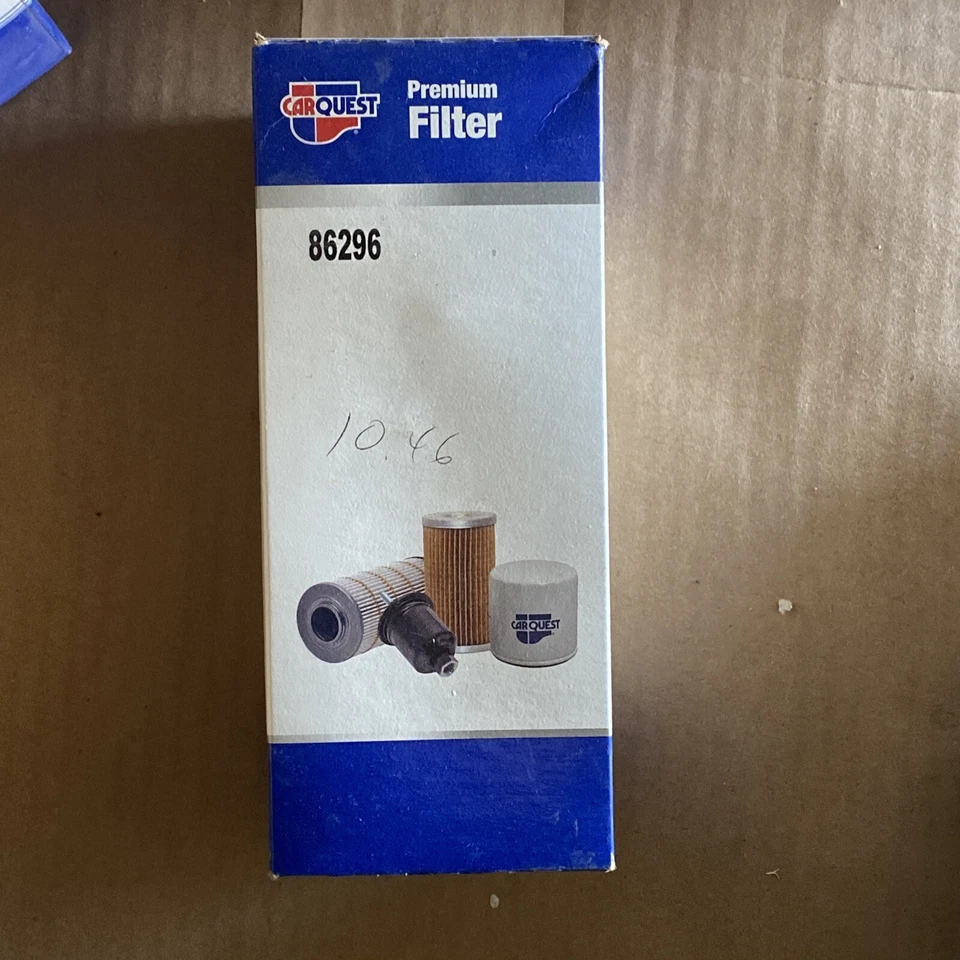 CARQUEST
Premium
Filter
86296
10.46
CARQUEST